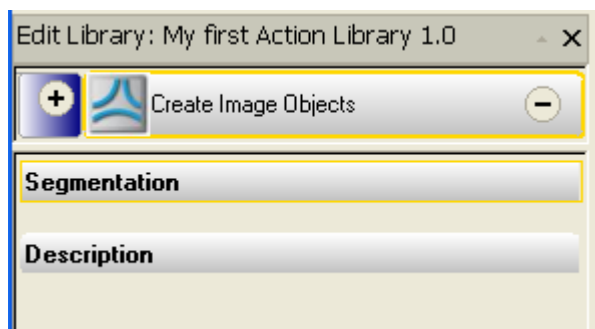 Edit Library: My first Action Library 1.0
Create Image Objects
Segmentation
Description